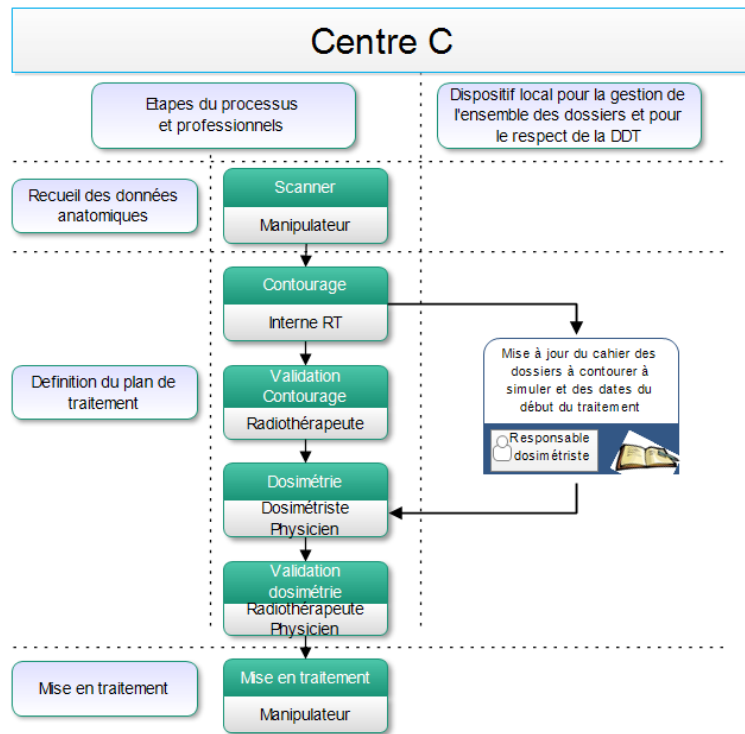 Centre C
Etapes du processus
et professionnels
Dispositif local pour la gestion de
l'ensemble des dossiers et pour
le respect de la DDT
Recueil des données
anatomiques
Scanner
Manipulateur
Contourage
Interne RT
Mise à jour du cahier des
dossiers à contourer à
simuler et des dates du
début du traitement
Responsable
dosimétriste
Definition du plan de
traitement
Validation
Contourage
Radiothérapeute
Dosimétrie
Dosimétriste
Physicien
Validation
dosimétrie
Radiothérapeute
Physicien
Mise en traitement
Mise en traitement
Manipulateur